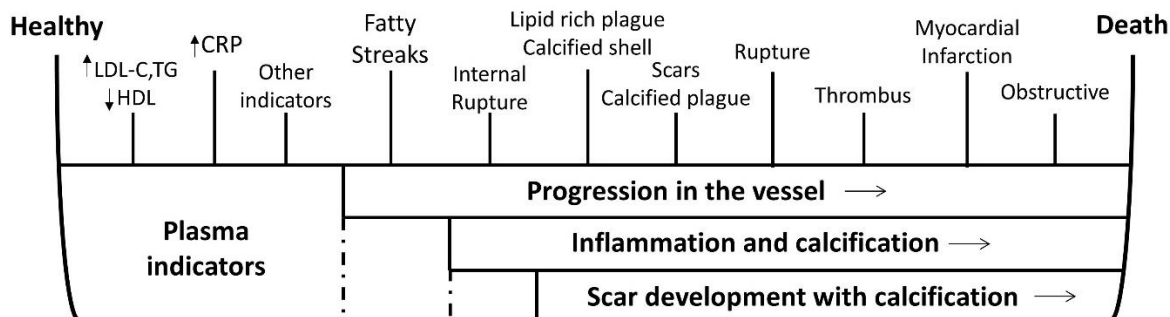 Healthy
↑LDL-C,TG
↓HDL
↑CRP
Other
indicators
Fatty
Streaks
Internal
Rupture
Lipid rich plague
Calcified shell
Scars
Calcified plague
Rupture
Thrombus
Myocardial
Infarction
Obstructive
Death
Progression in the vessel →
Plasma
indicators
Inflammation and calcification →
Scar development with calcification →